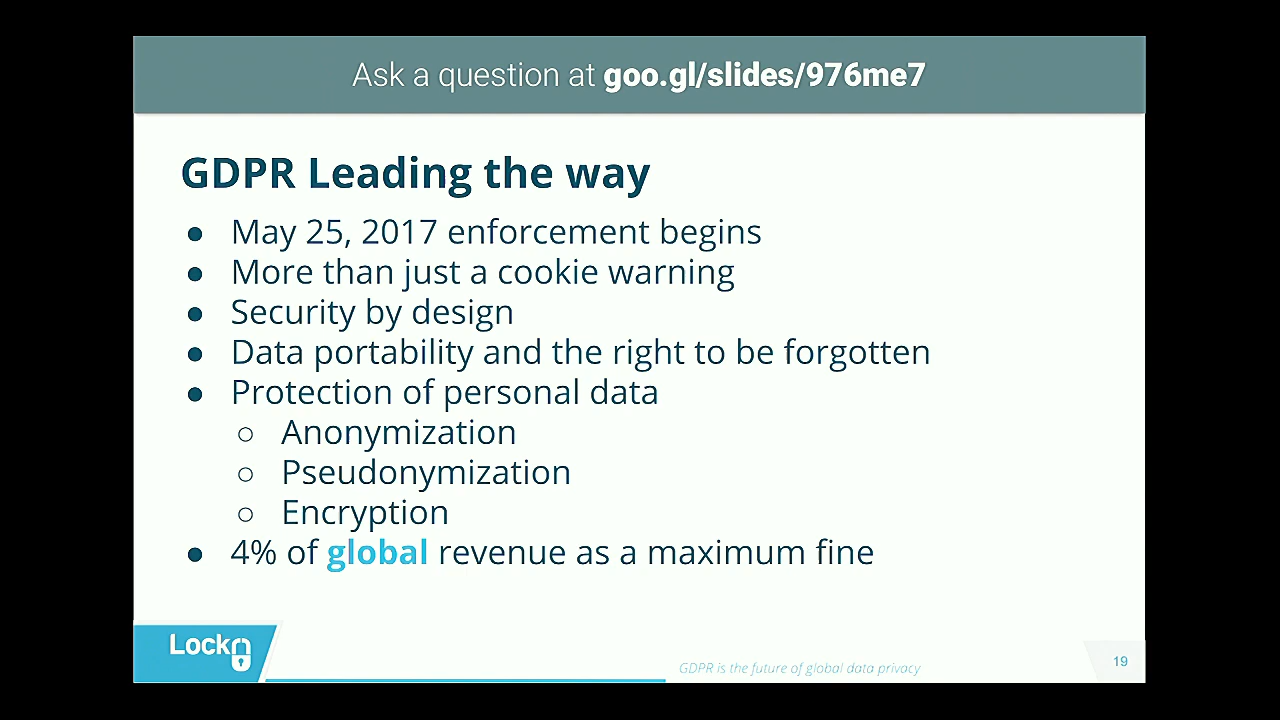 Ask a question at goo.gl/slides/976me7
GDPR Leading the way
● May 25, 2017 enforcement begins
● More than just a cookie warning
● Security by design
● Data portability and the right to be forgotten
● Protection of personal data
○ Anonymization
○ Pseudonymization
○ Encryption
● 4% of global revenue as a maximum fine
Lockr
GDPR is the future of global data privacy
19